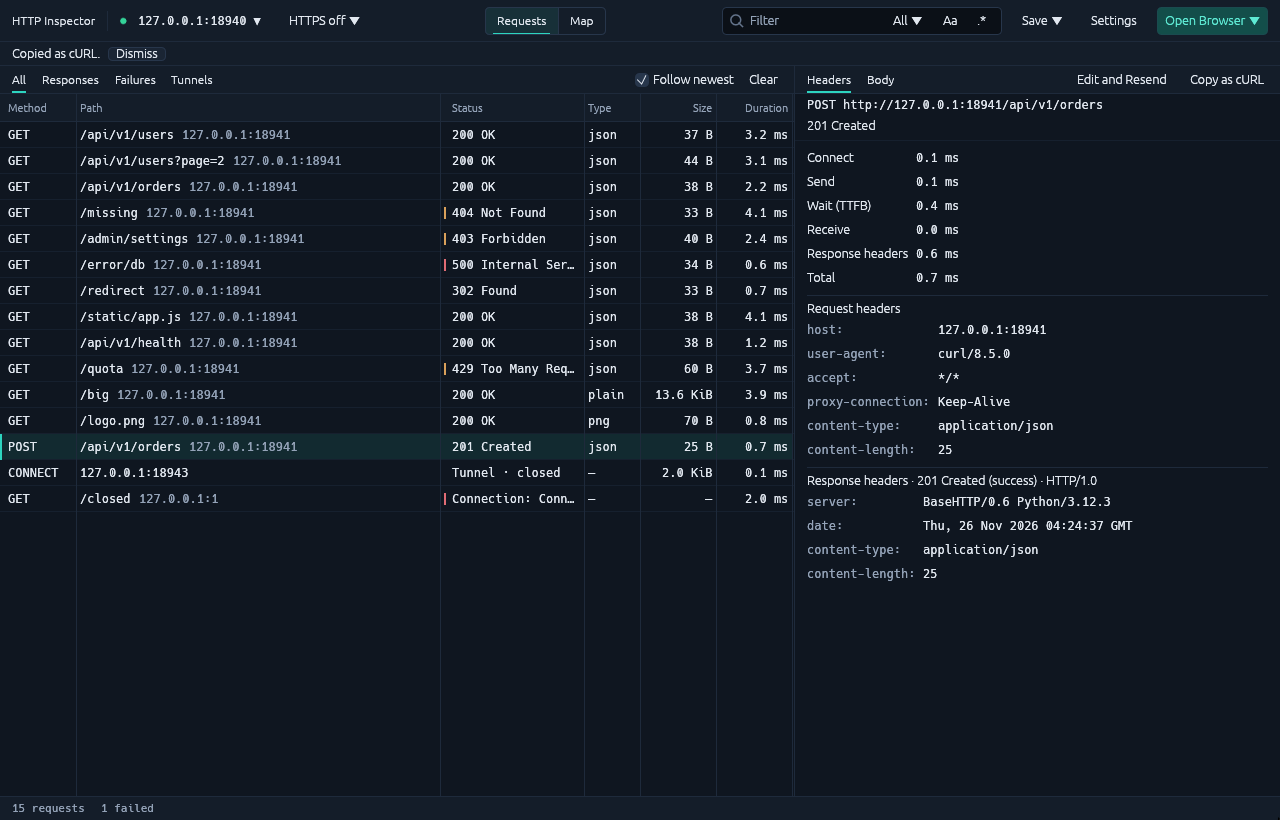 HTTP Inspector 127.0.0.1:18940 ▼ HTTPS off ▼ Requests Map Filter All ▼ Aa .* Save ▼ Settings Open Browser ▼
Copied as cURL. Dismiss
All Responses Failures Tunnels Follow newest Clear
Method Path Status Type Size Duration
GET /api/v1/users 127.0.0.1:18941 200 OK json 37 B 3.2 ms
GET /api/v1/users?page=2 127.0.0.1:18941 200 OK json 44 B 3.1 ms
GET /api/v1/orders 127.0.0.1:18941 200 OK json 38 B 2.2 ms
GET /missing 127.0.0.1:18941 404 Not Found json 33 B 4.1 ms
GET /admin/settings 127.0.0.1:18941 403 Forbidden json 40 B 2.4 ms
GET /error/db 127.0.0.1:18941 500 Internal Ser… json 34 B 0.6 ms
GET /redirect 127.0.0.1:18941 302 Found json 33 B 0.7 ms
GET /static/app.js 127.0.0.1:18941 200 OK json 38 B 4.1 ms
GET /api/v1/health 127.0.0.1:18941 200 OK json 38 B 1.2 ms
GET /quota 127.0.0.1:18941 429 Too Many Req… json 60 B 3.7 ms
GET /big 127.0.0.1:18941 200 OK plain 13.6 KiB 3.9 ms
GET /logo.png 127.0.0.1:18941 200 OK png 70 B 0.8 ms
POST /api/v1/orders 127.0.0.1:18941 201 Created json 25 B 0.7 ms
CONNECT 127.0.0.1:18943 Tunnel · closed — 2.0 KiB 0.1 ms
GET /closed 127.0.0.1:1 Connection: Conn… — — 2.0 ms
Headers Body Edit and Resend Copy as cURL
POST http://127.0.0.1:18941/api/v1/orders
201 Created
Connect 0.1 ms
Send 0.1 ms
Wait (TTFB) 0.4 ms
Receive 0.0 ms
Response headers 0.6 ms
Total 0.7 ms
Request headers
host: 127.0.0.1:18941
user-agent: curl/8.5.0
accept: */*
proxy-connection: Keep-Alive
content-type: application/json
content-length: 25
Response headers · 201 Created (success) · HTTP/1.0
server: BaseHTTP/0.6 Python/3.12.3
date: Thu, 26 Nov 2026 04:24:37 GMT
content-type: application/json
content-length: 25
15 requests 1 failed